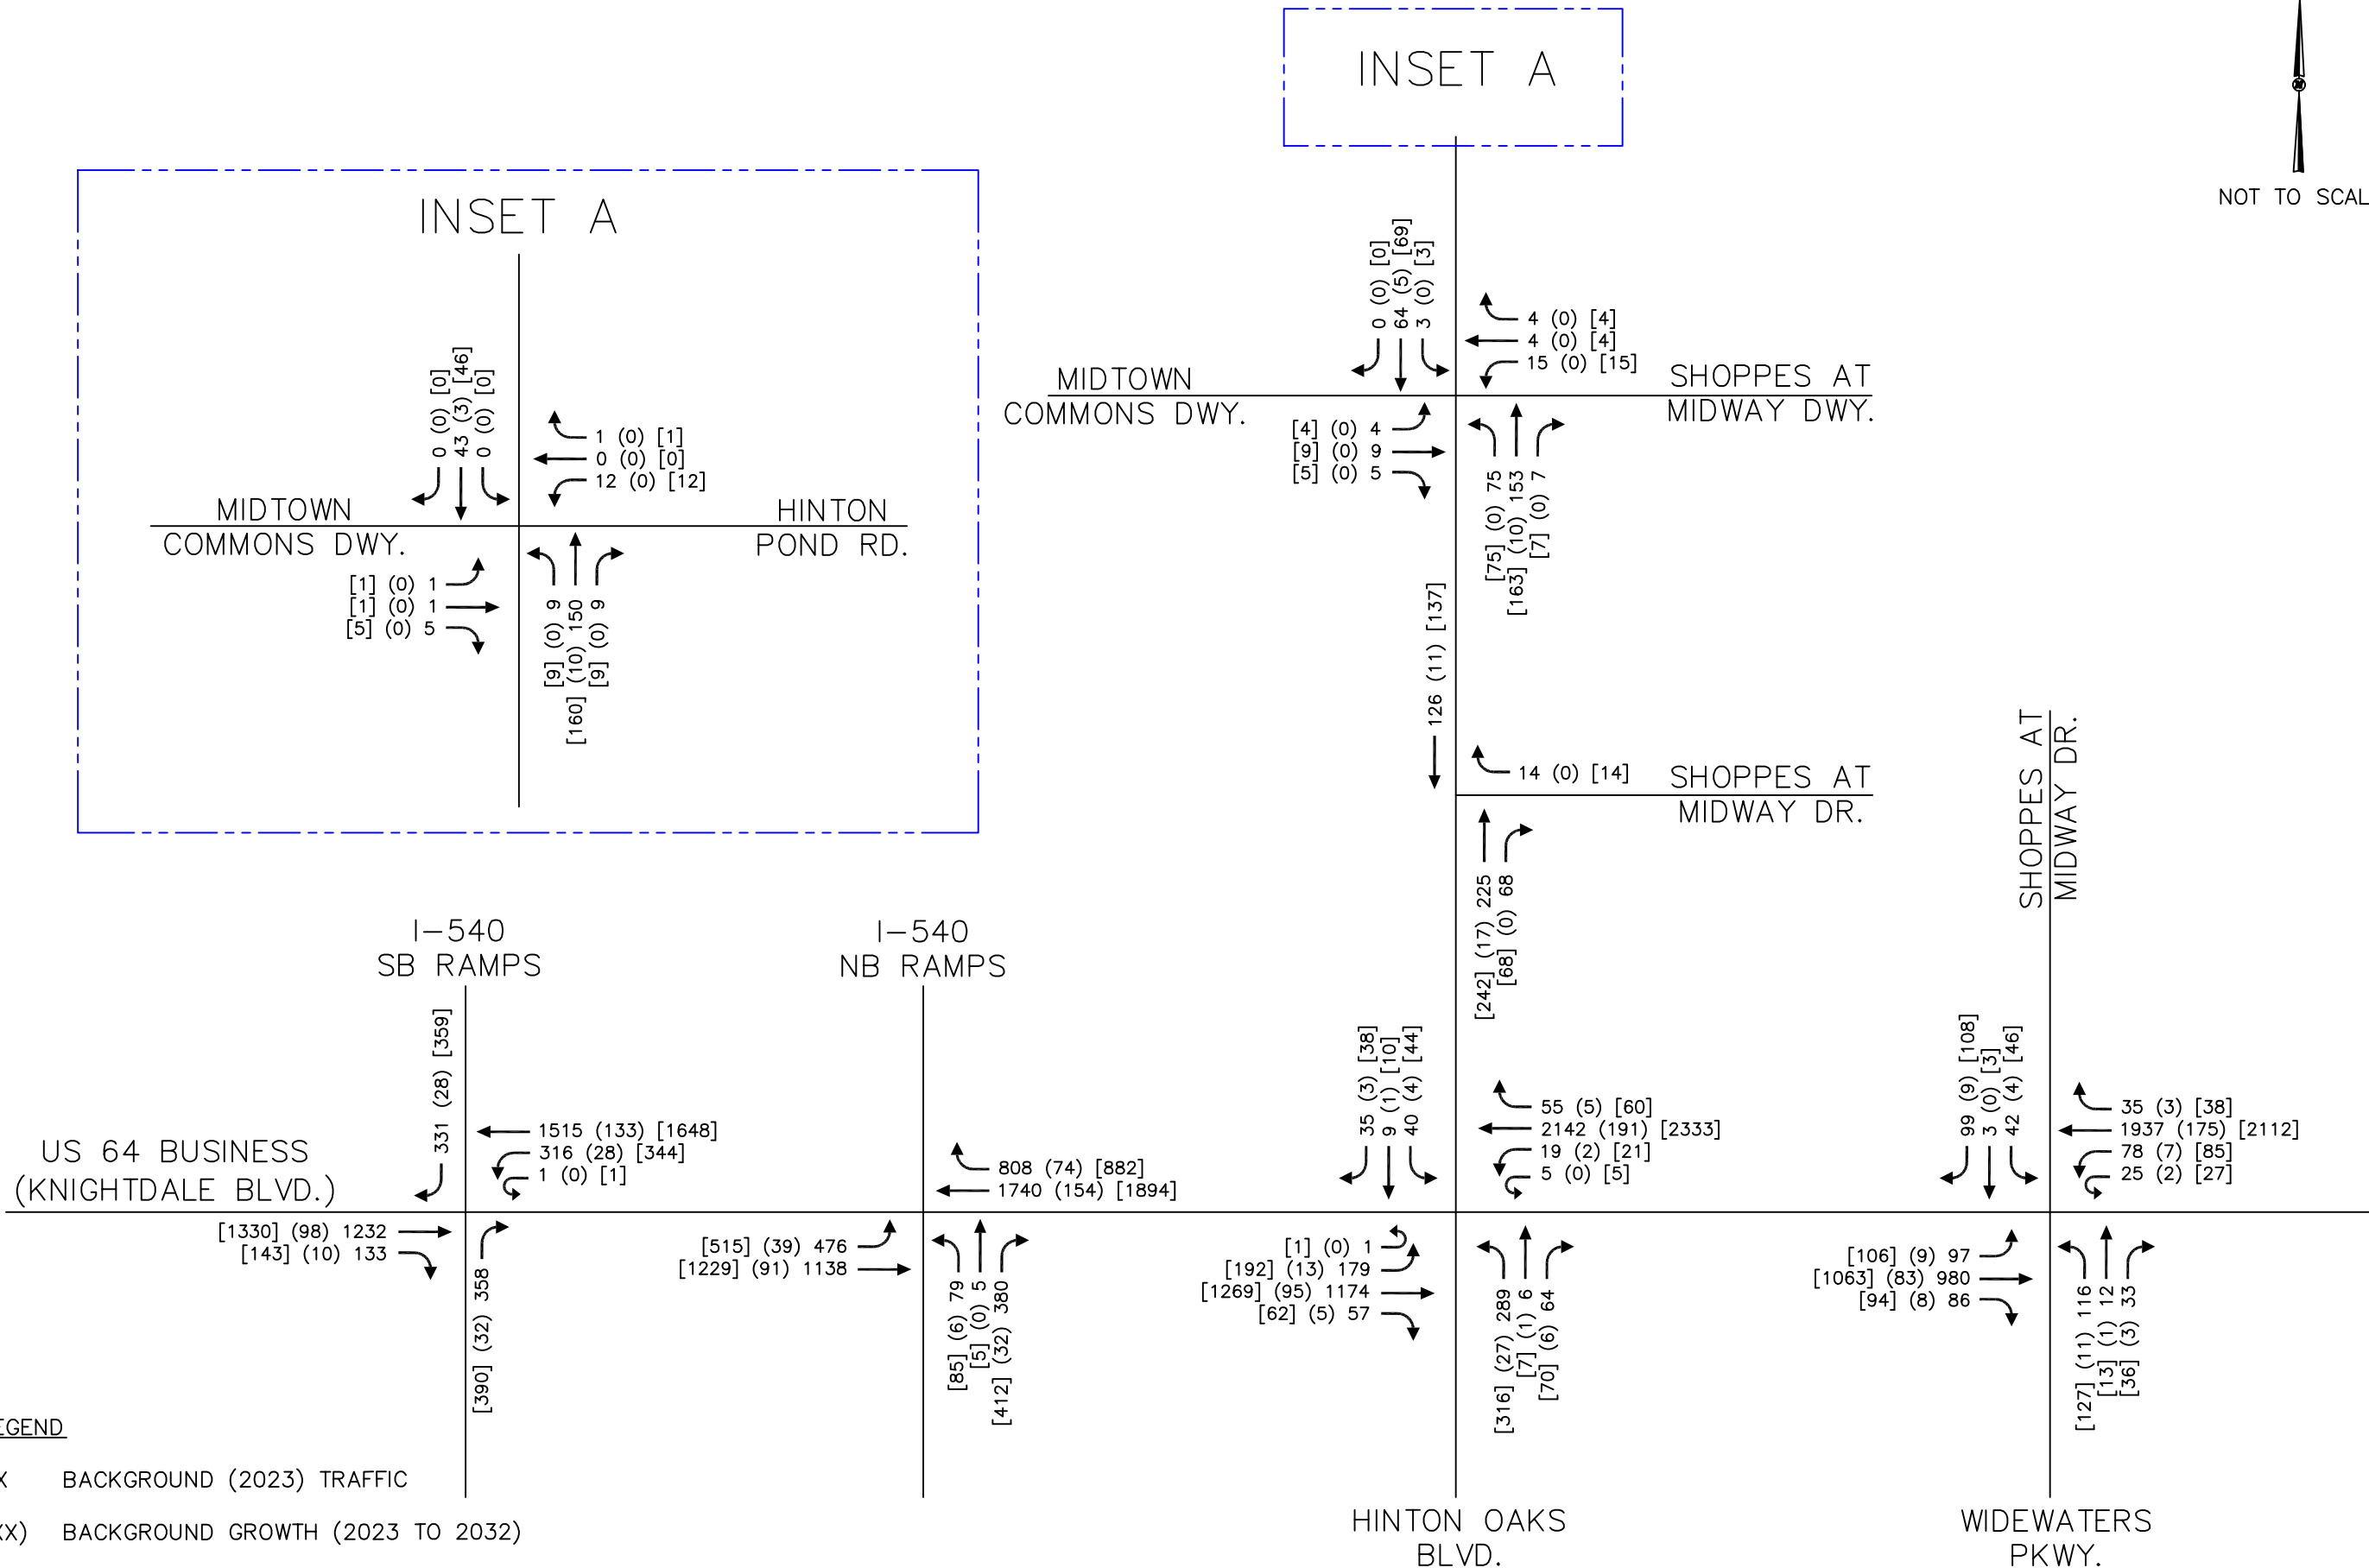 INSET A
NOT TO SCAL
INSET A
0 (0) [0]
64 (5) [69]
3 (0) [3]
4 (0) [4]
4 (0) [4]
15 (0) [15]
MIDTOWN
COMMONS DWY.
SHOPPES AT
MIDWAY DWY.
[4] (0) 4
[9] (0) 9
[5] (0) 5
[75] (0) 75
[163] (10) 153
[7] (0) 7
0 (0) [0]
43 (3) [46]
0 (0) [0]
1 (0) [1]
0 (0) [0]
12 (0) [12]
MIDTOWN
COMMONS DWY.
HINTON
POND RD.
[1] (0) 1
[1] (0) 1
[5] (0) 5
[9] (0) 9
[160] (10) 150
[9] (0) 9
126 (11) [137]
14 (0) [14]
SHOPPES AT
MIDWAY DR.
[242] (17) 225
[68] (0) 68
SHOPPES AT
MIDWAY DR.
I-540
SB RAMPS
I-540
NB RAMPS
US 64 BUSINESS
(KNIGHTDALE BLVD.)
331 (28) [359]
1515 (133) [1648]
316 (28) [344]
1 (0) [1]
[1330] (98) 1232
[143] (10) 133
[390] (32) 358
808 (74) [882]
1740 (154) [1894]
[515] (39) 476
[1229] (91) 1138
[85] (6) 79
[5] (0) 5
[412] (32) 380
35 (3) [38]
9 (1) [10]
40 (4) [44]
55 (5) [60]
2142 (191) [2333]
19 (2) [21]
5 (0) [5]
[1] (0) 1
[192] (13) 179
[1269] (95) 1174
[62] (5) 57
[316] (27) 289
[7] (1) 6
[70] (6) 64
99 (9) [108]
3 (0) [3]
42 (4) [46]
35 (3) [38]
1937 (175) [2112]
78 (7) [85]
25 (2) [27]
[106] (9) 97
[1063] (83) 980
[94] (8) 86
[127] (11) 116
[13] (1) 12
[36] (3) 33
EGEND
X BACKGROUND (2023) TRAFFIC
XX) BACKGROUND GROWTH (2023 TO 2032)
HINTON OAKS
BLVD.
WIDEWATERS
PKWY.